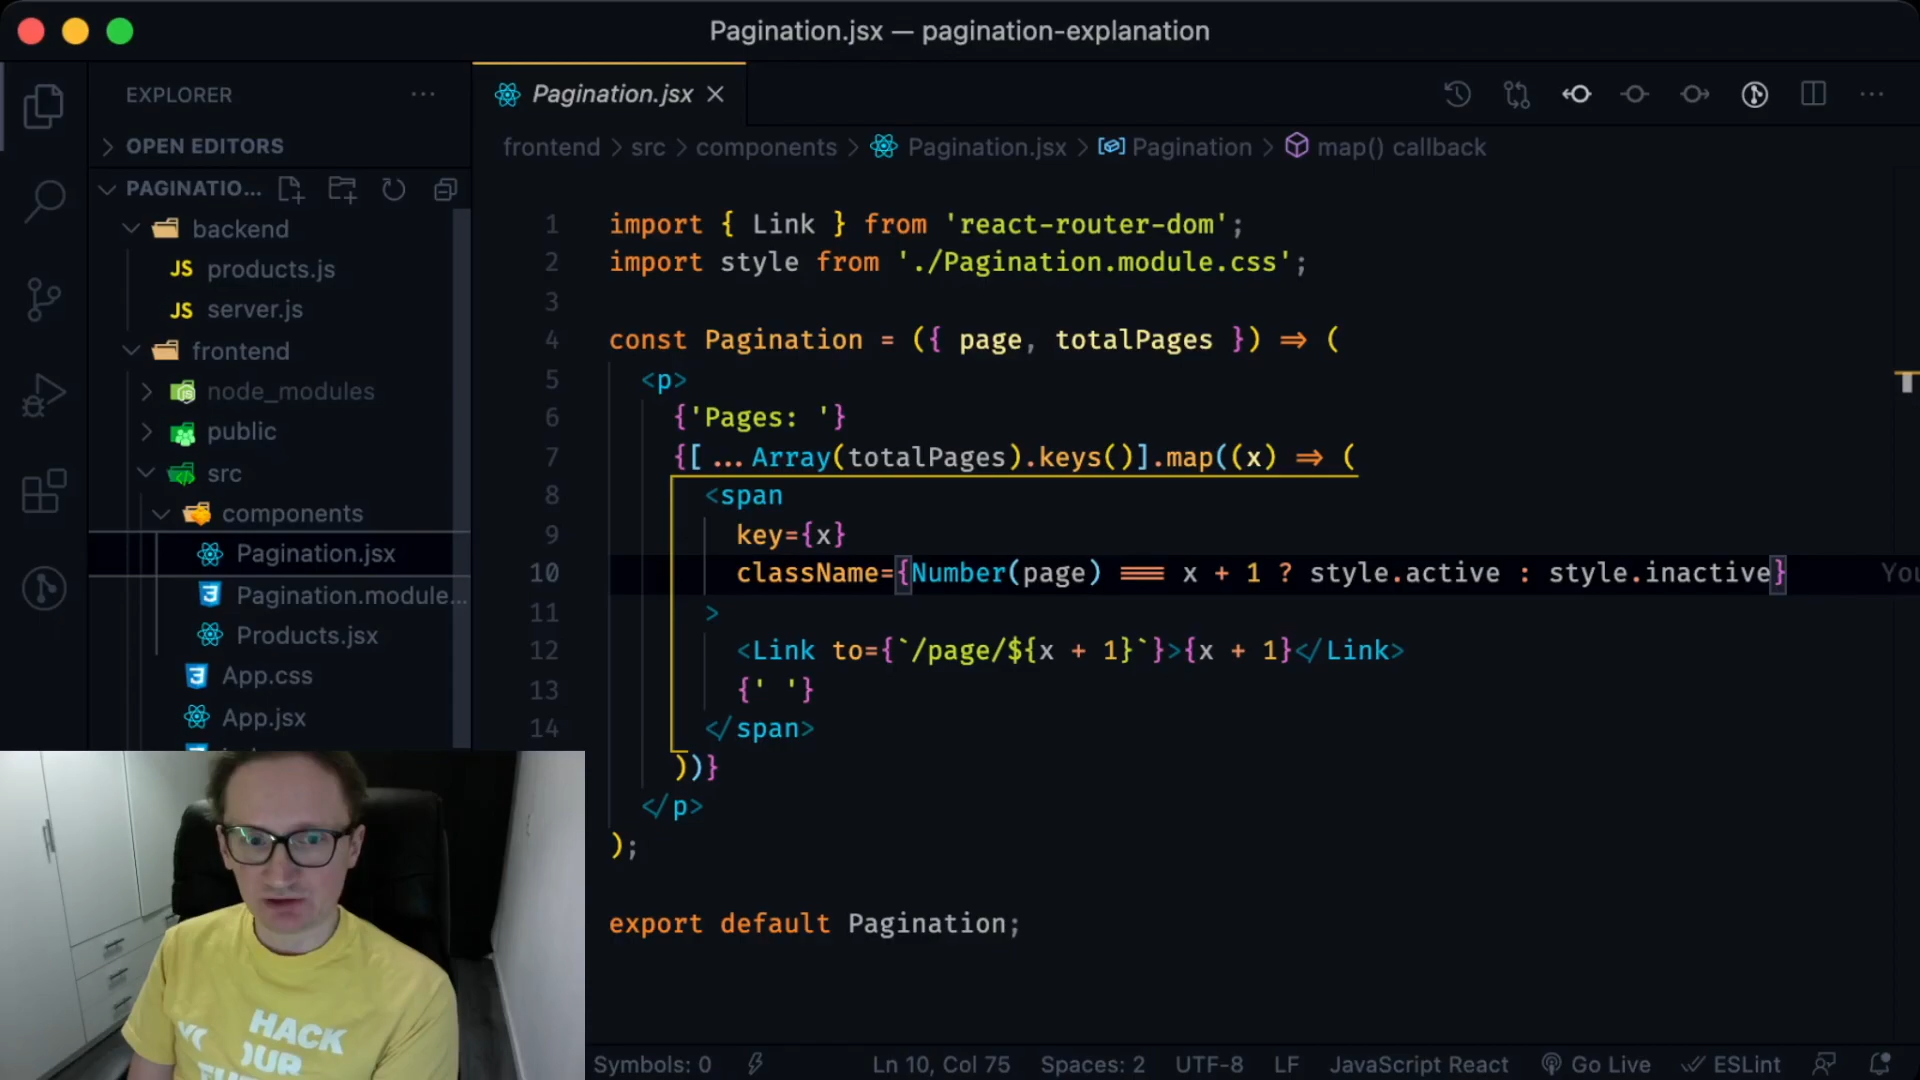 Pagination.jsx — pagination-explanation
EXPLORER
Pagination.jsx
OPEN EDITORS
frontend > src > components > Pagination.jsx > Pagination > map() callback
PAGINATIO...
backend
JS products.js
JS server.js
frontend
node_modules
public
src
components
Pagination.jsx
Pagination.module...
Products.jsx
App.css
App.jsx
1 import { Link } from 'react-router-dom';
2 import style from './Pagination.module.css';
3
4 const Pagination = ({ page, totalPages }) => (
5 <p>
6 {'Pages: '}
7 {[...Array(totalPages).keys()].map((x) => (
8 <span
9 key={x}
10 className={Number(page) === x + 1 ? style.active : style.inactive}
11 >
12 <Link to={`/page/${x + 1}`}>{x + 1}</Link>
13 {' '}
14 </span>
))}
</p>
);
export default Pagination;
HACK
Symbols: 0
Ln 10, Col 75
Spaces: 2
UTF-8
LF
JavaScript React
Go Live
ESLint